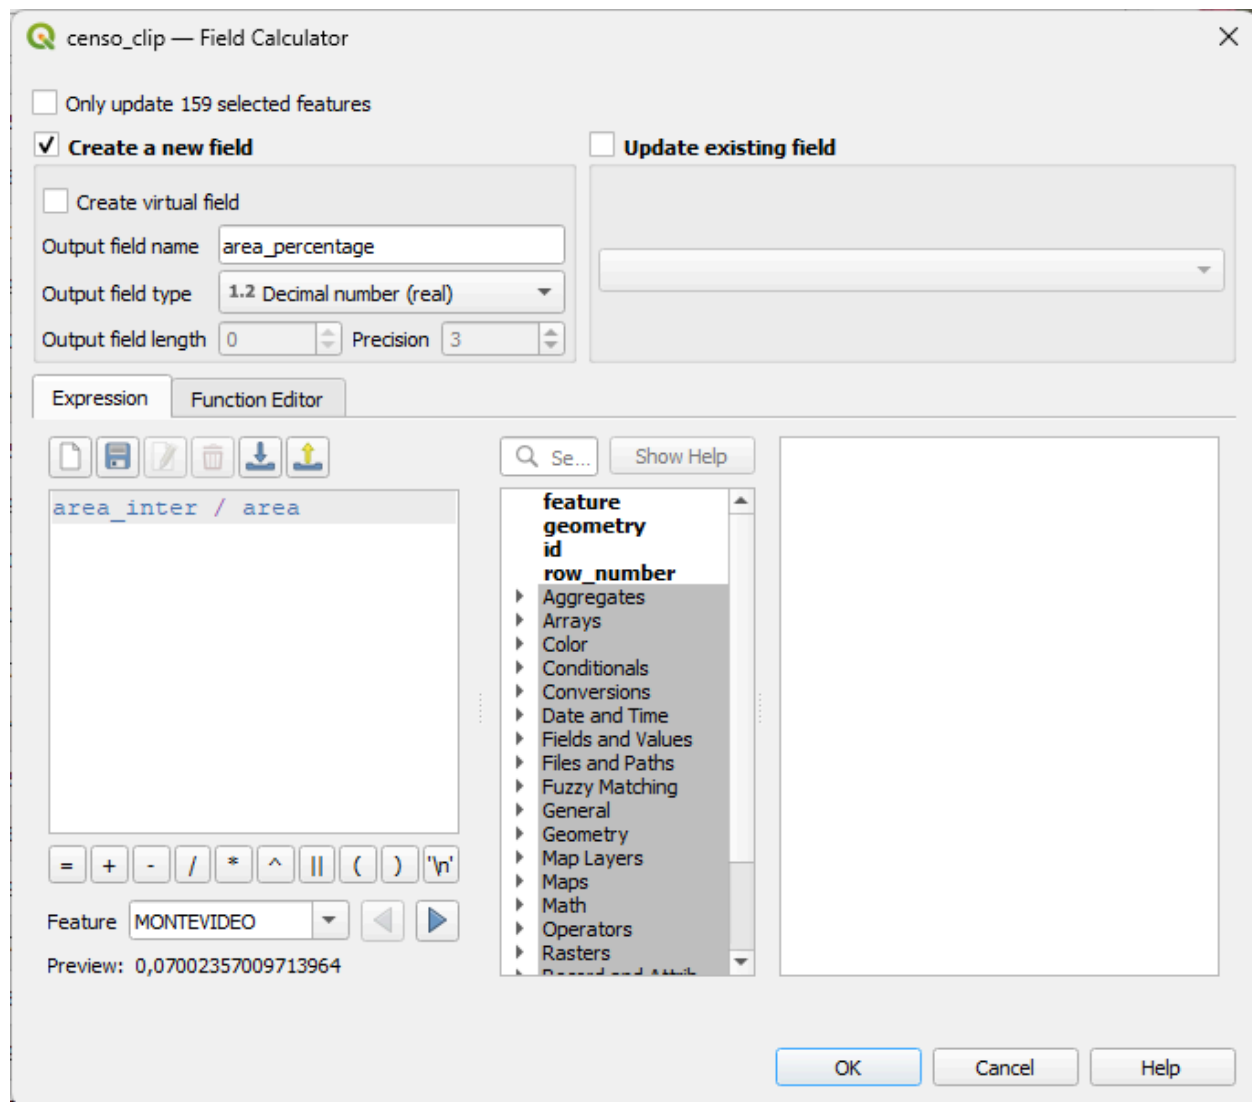 censo_clip — Field Calculator
Only update 159 selected features
Create a new field
Update existing field
Create virtual field
Output field name area_percentage
Output field type 1.2 Decimal number (real)
Output field length 0 Precision 3
Expression Function Editor
Se... Show Help
area_inter / area
feature
geometry
id
row_number
Aggregates
Arrays
Color
Conditionals
Conversions
Date and Time
Fields and Values
Files and Paths
Fuzzy Matching
General
Geometry
Map Layers
Maps
Math
Operators
Rasters
= + - / * ^ || ( ) '\n'
Feature MONTEVIDEO
Preview: 0,07002357009713964
OK Cancel Help